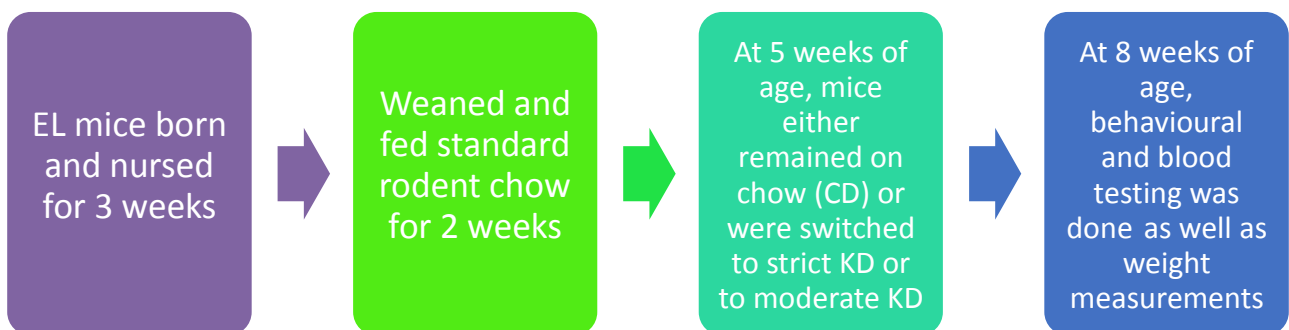 EL mice born
and nursed
for 3 weeks
Weaned and
fed standard
rodent chow
for 2 weeks
At 5 weeks of
age, mice
either
remained on
chow (CD) or
were switched
to strict KD or
to moderate KD
At 8 weeks of
age,
behavioural
and blood
testing was
done as well as
weight
measurements